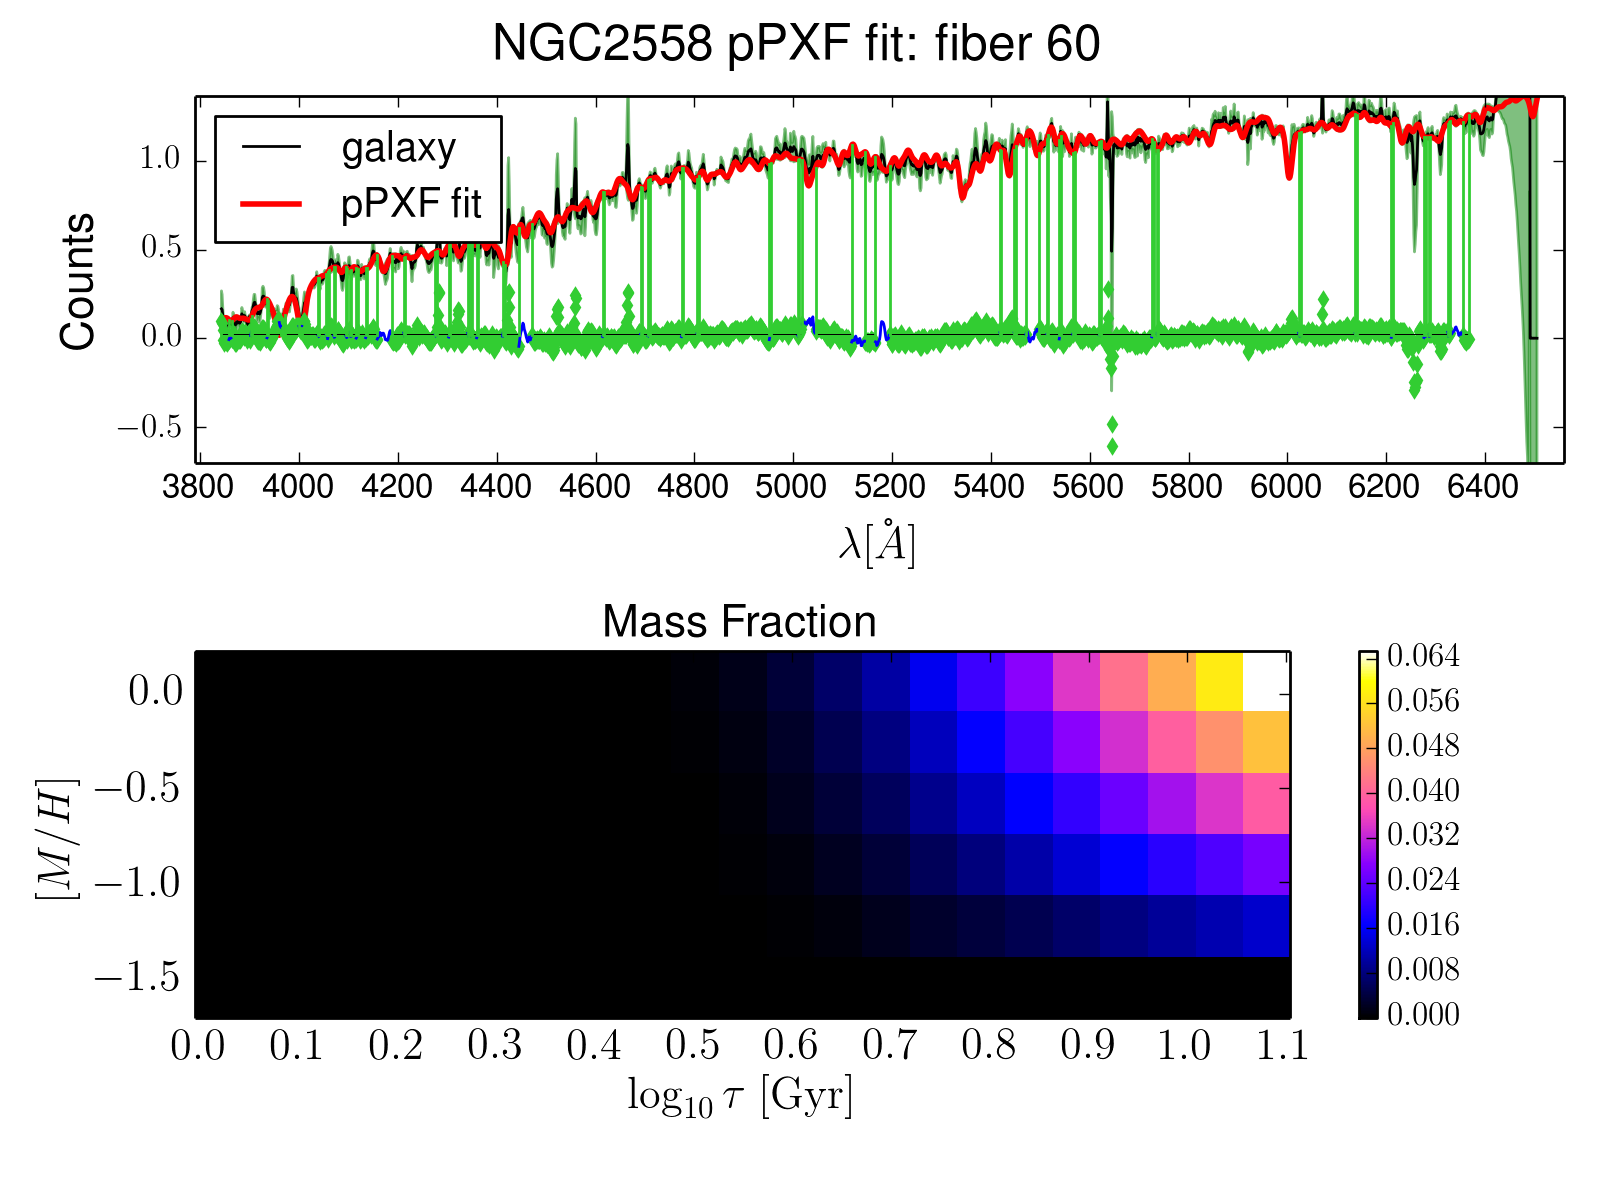 NGC2558 pPXF fit: fiber 60
galaxy
pPXF fit
Counts
1.0
0.5
0.0
−0.5
3800 4000 4200 4400 4600 4800 5000 5200 5400 5600 5800 6000 6200 6400
λ[Å]
Mass Fraction
[M/H]
0.0
−0.5
−1.0
−1.5
0.0 0.1 0.2 0.3 0.4 0.5 0.6 0.7 0.8 0.9 1.0 1.1
log₁₀ τ [Gyr]
0.064
0.056
0.048
0.040
0.032
0.024
0.016
0.008
0.000